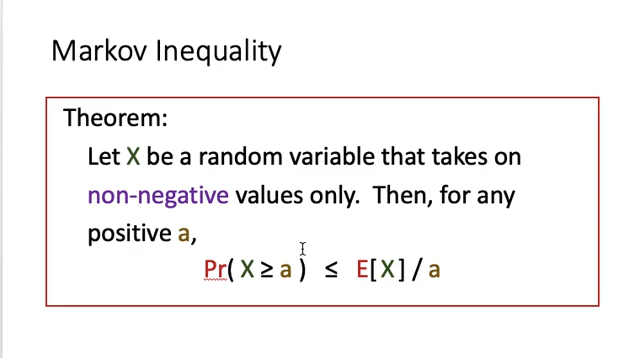 Markov Inequality
Theorem:
Let X be a random variable that takes on
non-negative values only. Then, for any
positive a,
Pr( X ≥ a ) ≤ E[ X ] / a